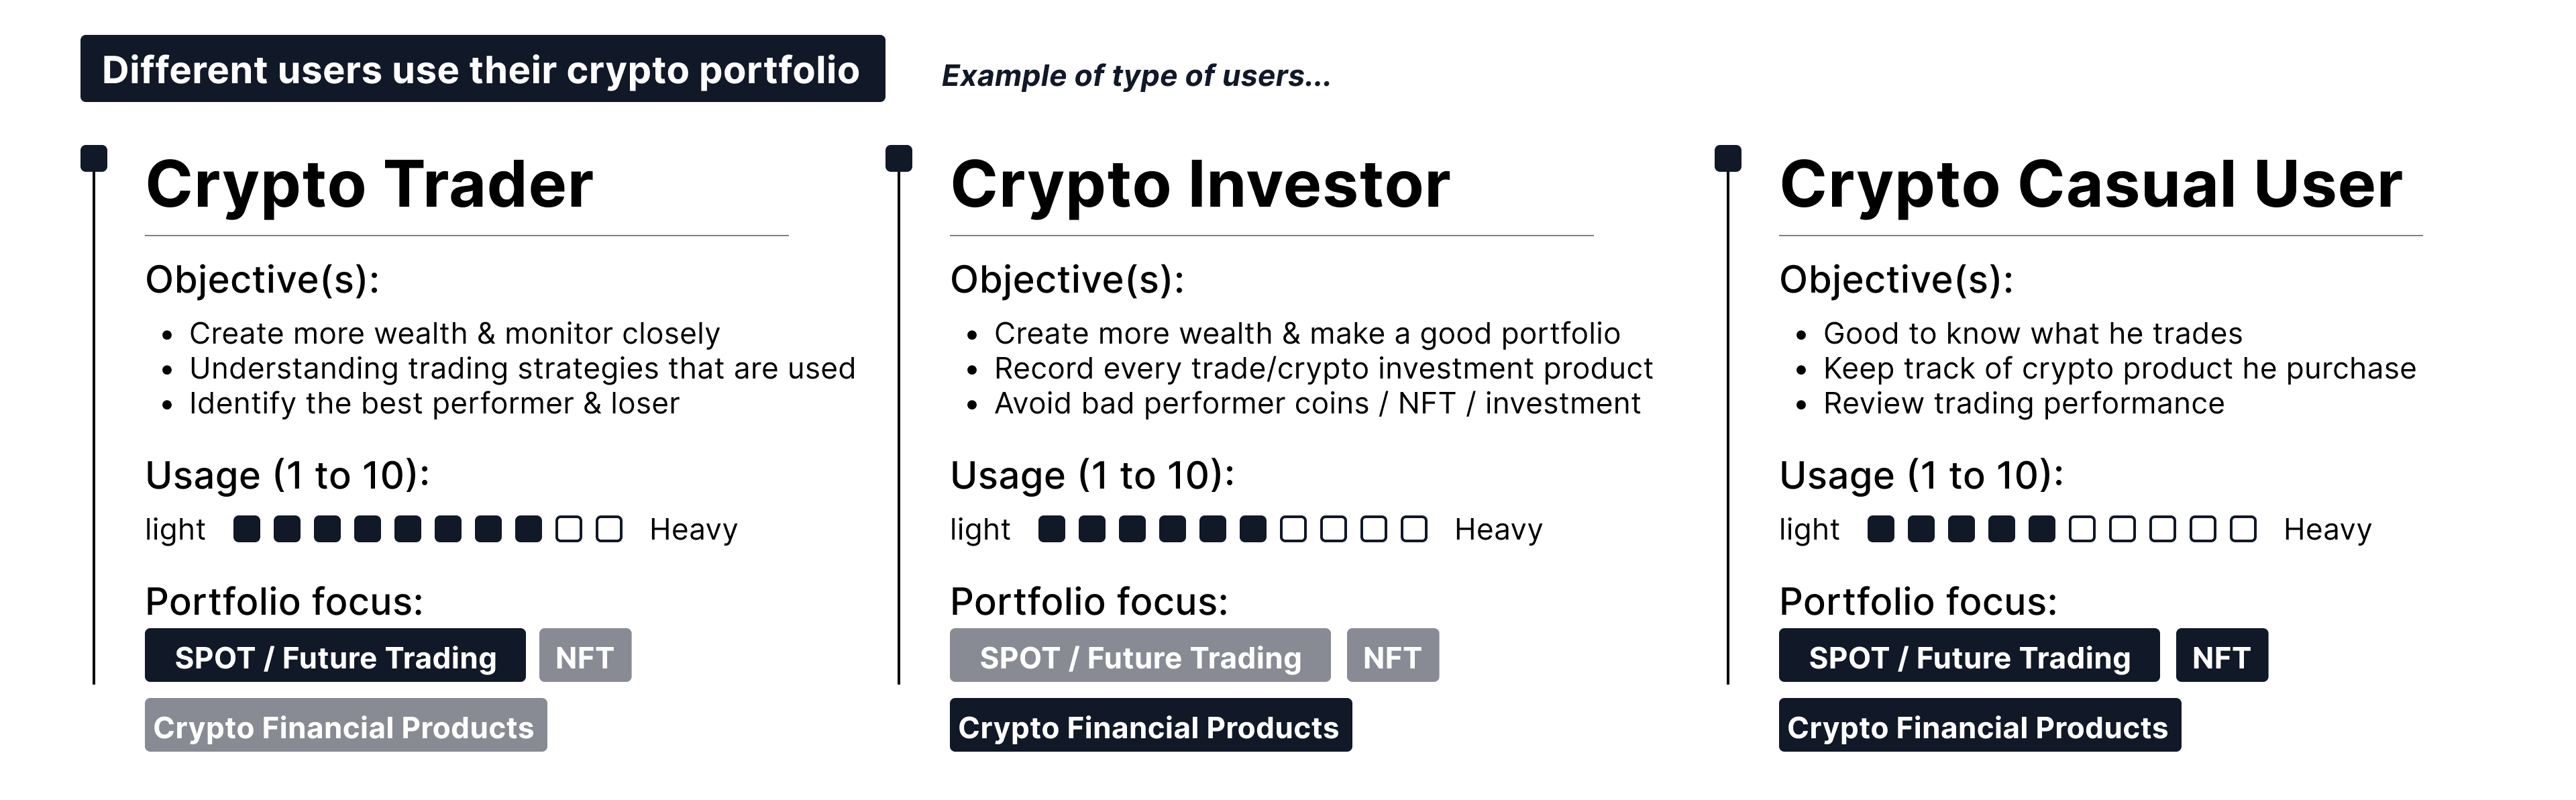 Different users use their crypto portfolio
Example of type of users...
Crypto Trader
Objective(s):
• Create more wealth & monitor closely
• Understanding trading strategies that are used
• Identify the best performer & loser
Usage (1 to 10):
light Heavy
Portfolio focus:
SPOT / Future Trading NFT
Crypto Financial Products
Crypto Investor
Objective(s):
• Create more wealth & make a good portfolio
• Record every trade/crypto investment product
• Avoid bad performer coins / NFT / investment
Usage (1 to 10):
light Heavy
Portfolio focus:
SPOT / Future Trading NFT
Crypto Financial Products
Crypto Casual User
Objective(s):
• Good to know what he trades
• Keep track of crypto product he purchase
• Review trading performance
Usage (1 to 10):
light Heavy
Portfolio focus:
SPOT / Future Trading NFT
Crypto Financial Products